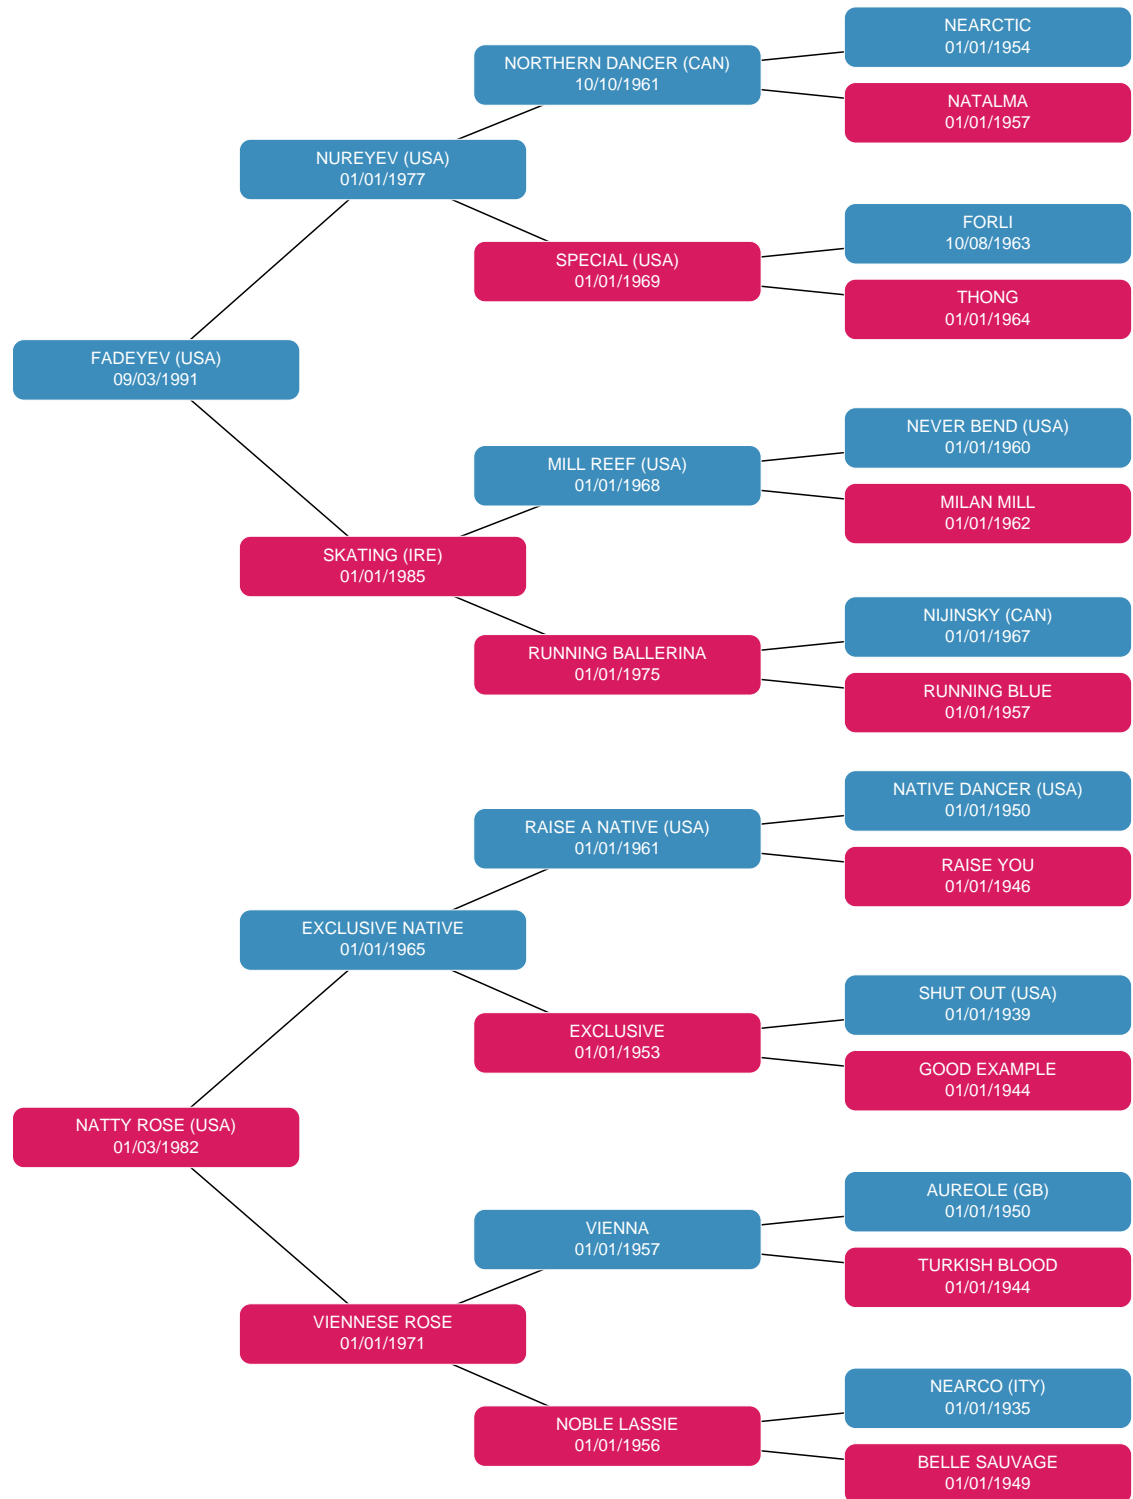 NEARCTIC
01/01/1954
NORTHERN DANCER (CAN)
10/10/1961
NATALMA
01/01/1957
NUREYEV (USA)
01/01/1977
FORLI
10/08/1963
SPECIAL (USA)
01/01/1969
THONG
01/01/1964
FADEYEV (USA)
09/03/1991
NEVER BEND (USA)
01/01/1960
MILL REEF (USA)
01/01/1968
MILAN MILL
01/01/1962
SKATING (IRE)
01/01/1985
NIJINSKY (CAN)
01/01/1967
RUNNING BALLERINA
01/01/1975
RUNNING BLUE
01/01/1957
NATIVE DANCER (USA)
01/01/1950
RAISE A NATIVE (USA)
01/01/1961
RAISE YOU
01/01/1946
EXCLUSIVE NATIVE
01/01/1965
SHUT OUT (USA)
01/01/1939
EXCLUSIVE
01/01/1953
GOOD EXAMPLE
01/01/1944
NATTY ROSE (USA)
01/03/1982
AUREOLE (GB)
01/01/1950
VIENNA
01/01/1957
TURKISH BLOOD
01/01/1944
VIENNESE ROSE
01/01/1971
NEARCO (ITY)
01/01/1935
NOBLE LASSIE
01/01/1956
BELLE SAUVAGE
01/01/1949